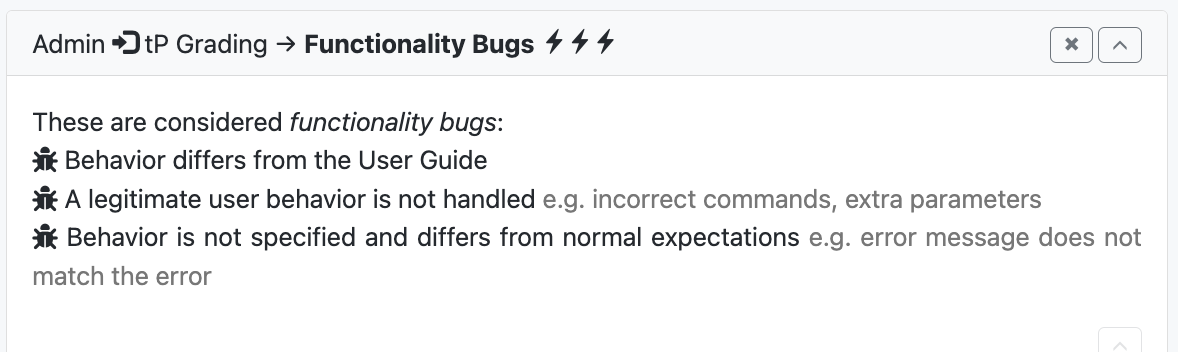 Admin tP Grading → Functionality Bugs
These are considered functionality bugs:
Behavior differs from the User Guide
A legitimate user behavior is not handled e.g. incorrect commands, extra parameters
Behavior is not specified and differs from normal expectations e.g. error message does not
match the error